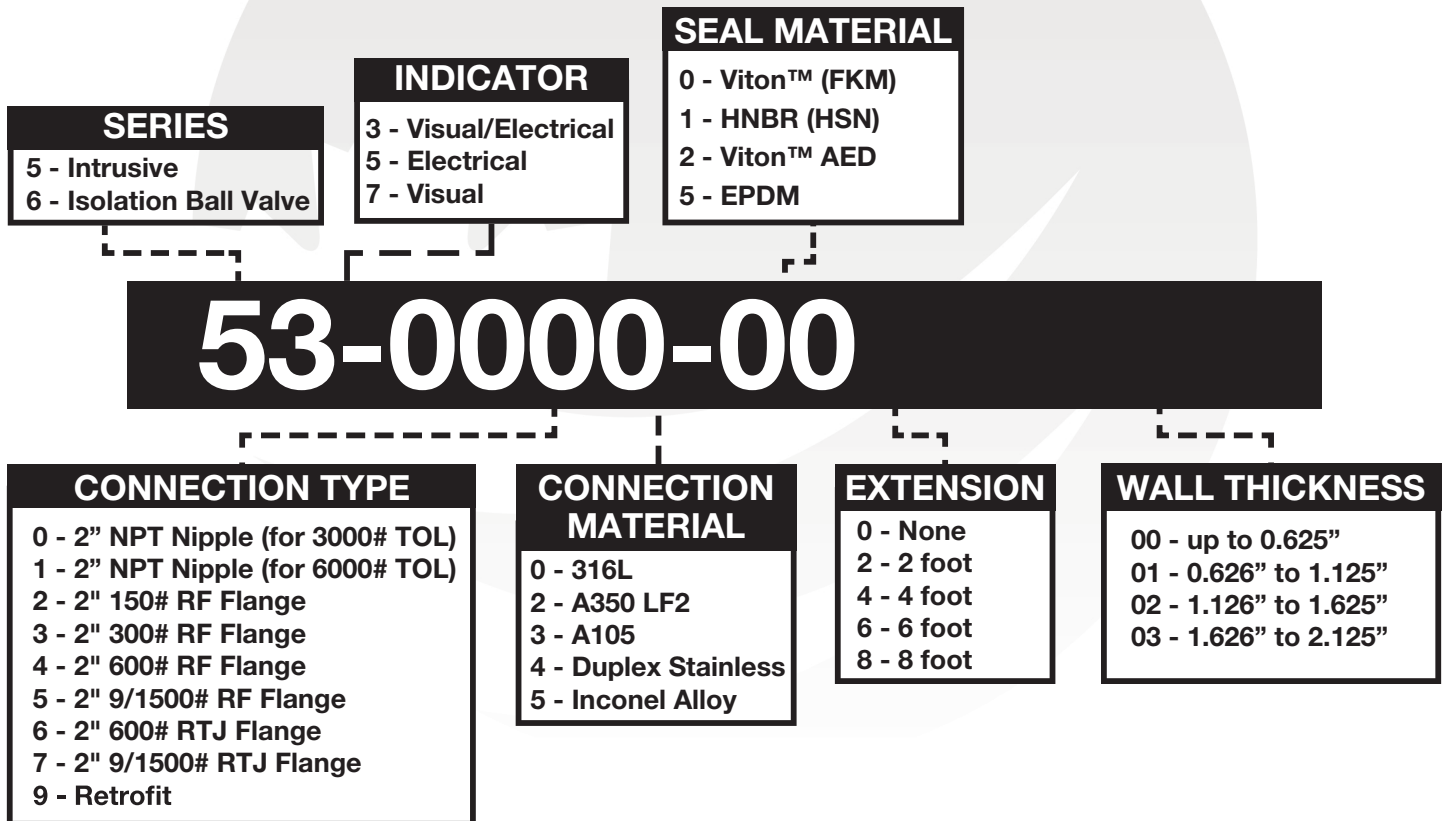 SERIES
5 - Intrusive
6 - Isolation Ball Valve
INDICATOR
3 - Visual/Electrical
5 - Electrical
7 - Visual
SEAL MATERIAL
0 - Viton™ (FKM)
1 - HNBR (HSN)
2 - Viton™ AED
5 - EPDM
53-0000-00
CONNECTION TYPE
0 - 2” NPT Nipple (for 3000# TOL)
1 - 2” NPT Nipple (for 6000# TOL)
2 - 2" 150# RF Flange
3 - 2" 300# RF Flange
4 - 2" 600# RF Flange
5 - 2" 9/1500# RF Flange
6 - 2" 600# RTJ Flange
7 - 2" 9/1500# RTJ Flange
9 - Retrofit
CONNECTION
MATERIAL
0 - 316L
2 - A350 LF2
3 - A105
4 - Duplex Stainless
5 - Inconel Alloy
EXTENSION
0 - None
2 - 2 foot
4 - 4 foot
6 - 6 foot
8 - 8 foot
WALL THICKNESS
00 - up to 0.625”
01 - 0.626” to 1.125”
02 - 1.126” to 1.625”
03 - 1.626” to 2.125”